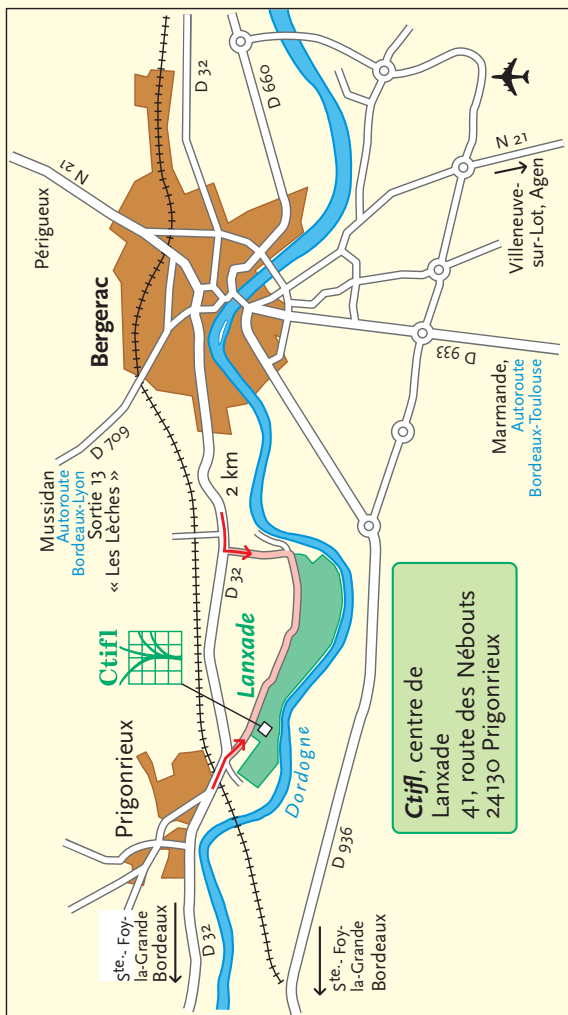 D 32
D 660
N 21
Périgueux
Bergerac
N 21
Villeneuve-
sur-Lot, Agen
D 933
Marmande,
Autoroute
Bordeaux-Toulouse
D 709
Mussidan
Autoroute
Bordeaux-Lyon
Sortie 13
« Les Lèches »
2 km
D 32
Ctifl
Lanxade
Prigonrieux
Dordogne
Ctifl, centre de
Lanxade
41, route des Nébouts
24130 Prigonrieux
D 936
Ste.- Foy-
la-Grande
Bordeaux
D 32
Ste.- Foy-
la-Grande
Bordeaux